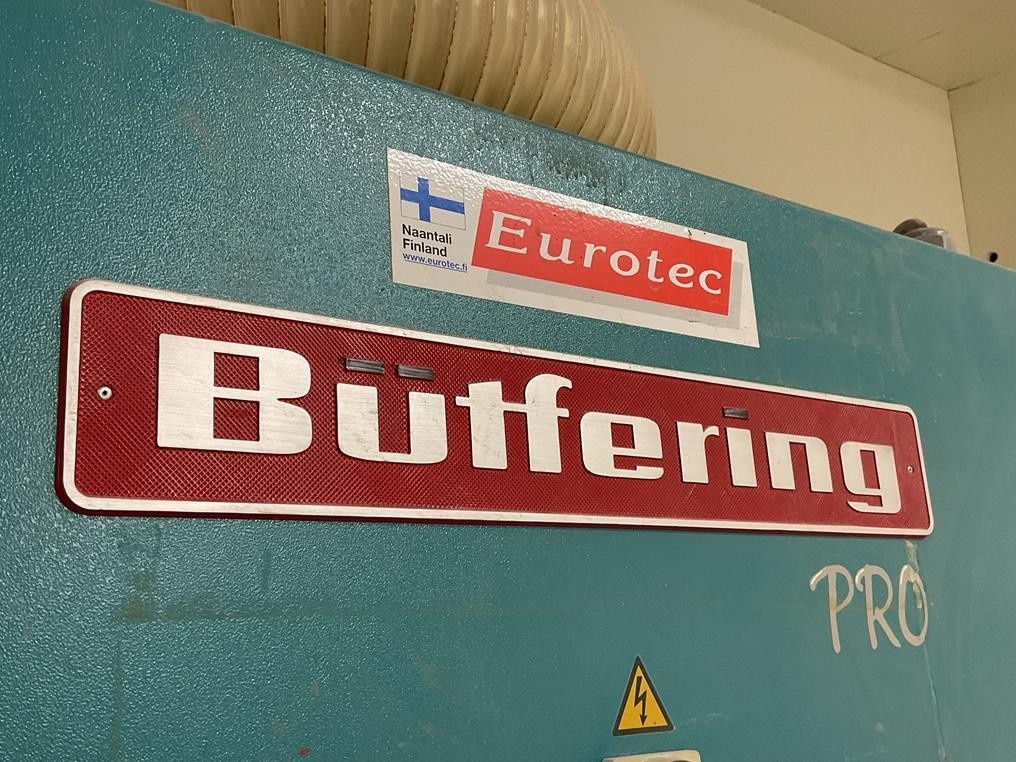 Naantali
Finland
www.eurotec.fi
Eurotec
Bütfering
PRO